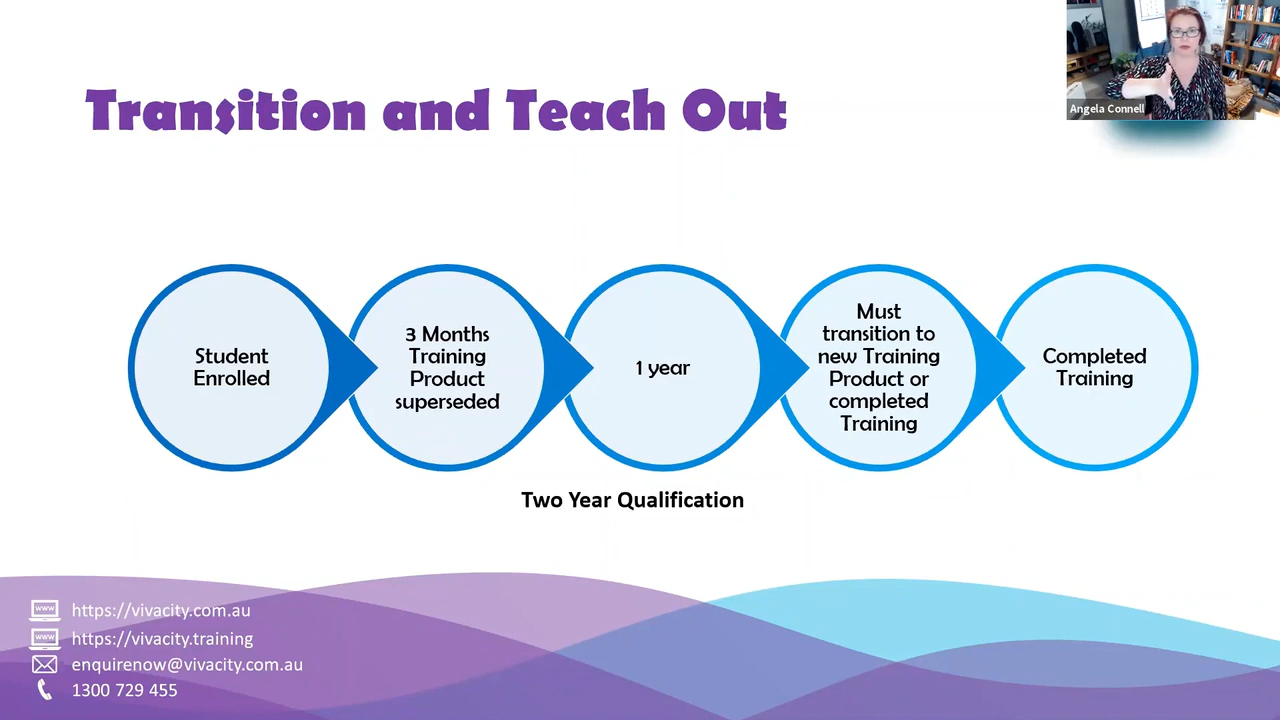 Transition and Teach Out
Angela Connell
Student
Enrolled
3 Months
Training
Product
superseded
1 year
Must
transition to
new Training
Product or
completed
Training
Completed
Training
Two Year Qualification
www https://vivacity.com.au
www https://vivacity.training
enquirenow@vivacity.com.au
1300 729 455